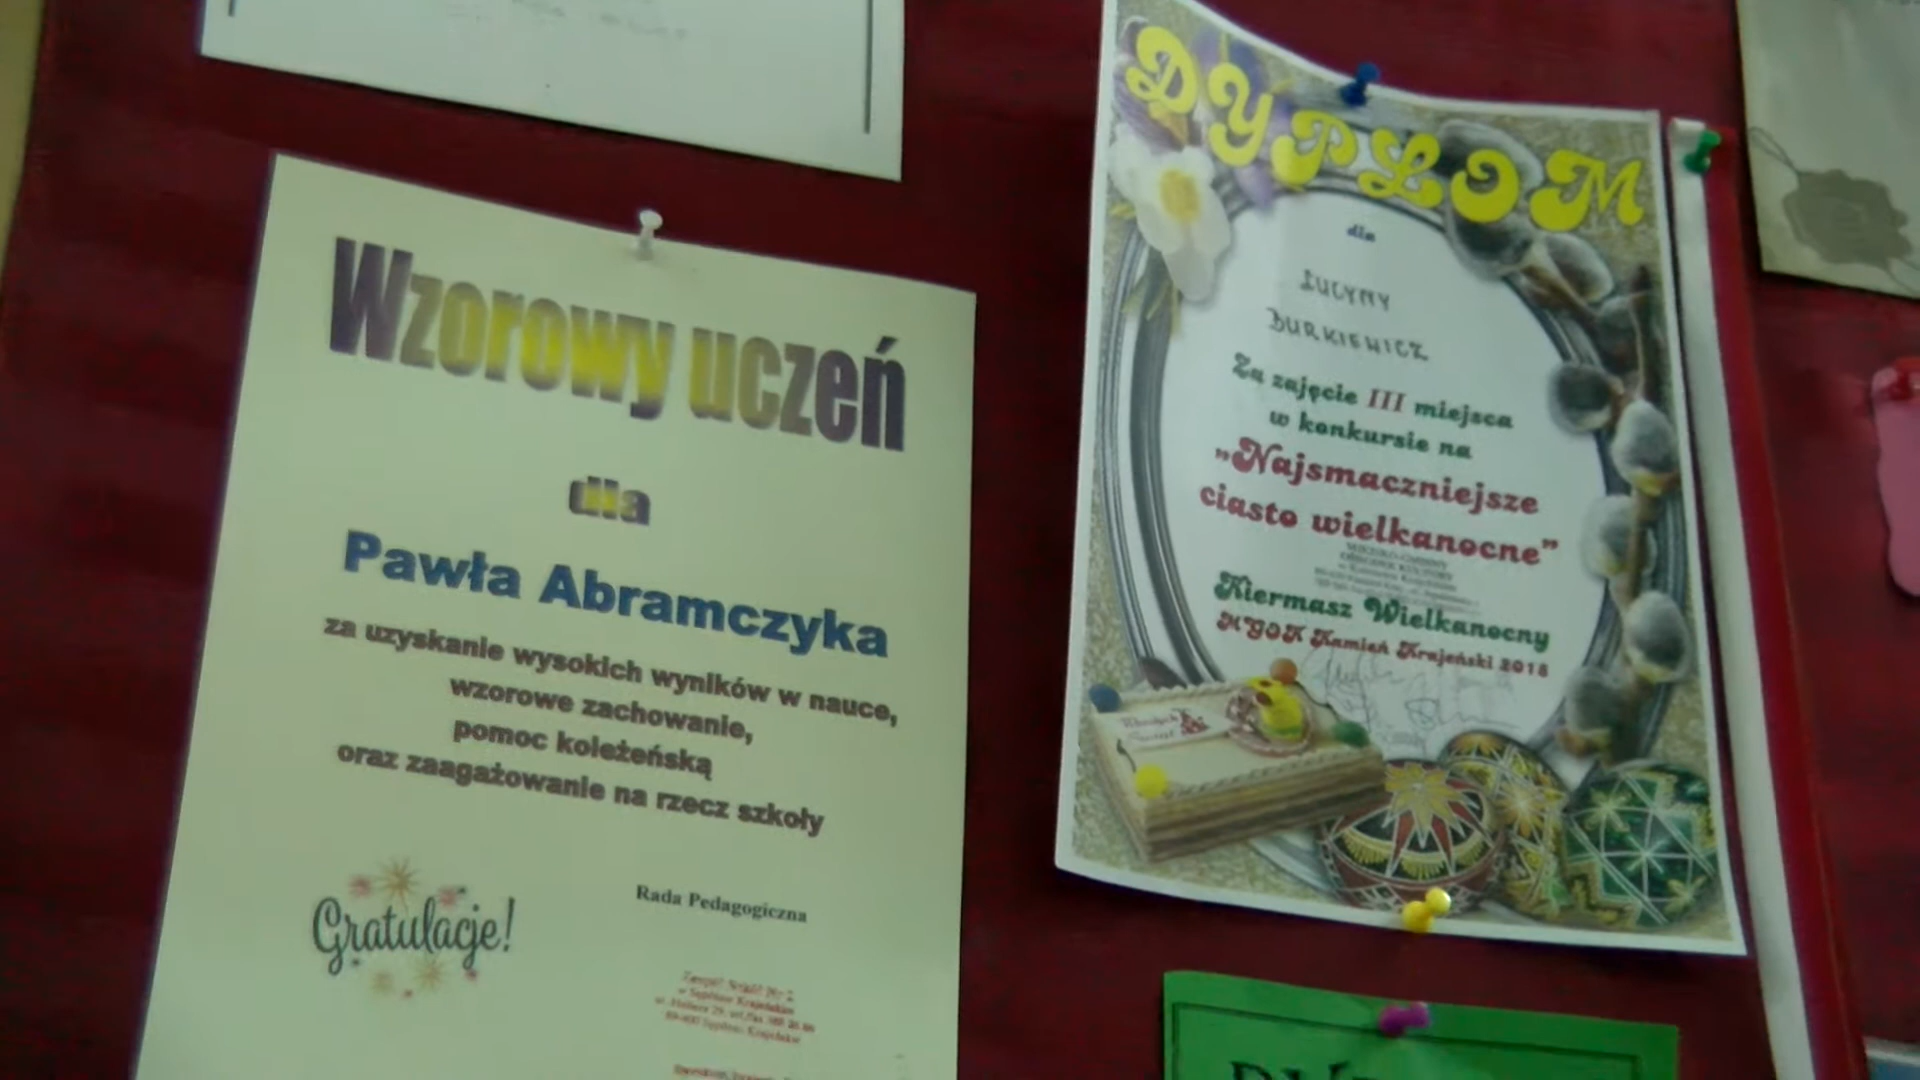 Wzorowy uczeń
dla
Pawła Abramczyka
za uzyskanie wysokich wyników w nauce,
wzorowe zachowanie,
pomoc koleżeńską
oraz zaagażowanie na rzecz szkoły
Gratulacje!
Rada Pedagogiczna
DYPLOM
dla
LUCYNY
BURKIEWICZ
Za zajęcie III miejsca
w konkursie na
„Najsmaczniejsze
ciasto wielkanocne”
Kiermasz Wielkanocny
MGOK Kamień Krajeński 2018